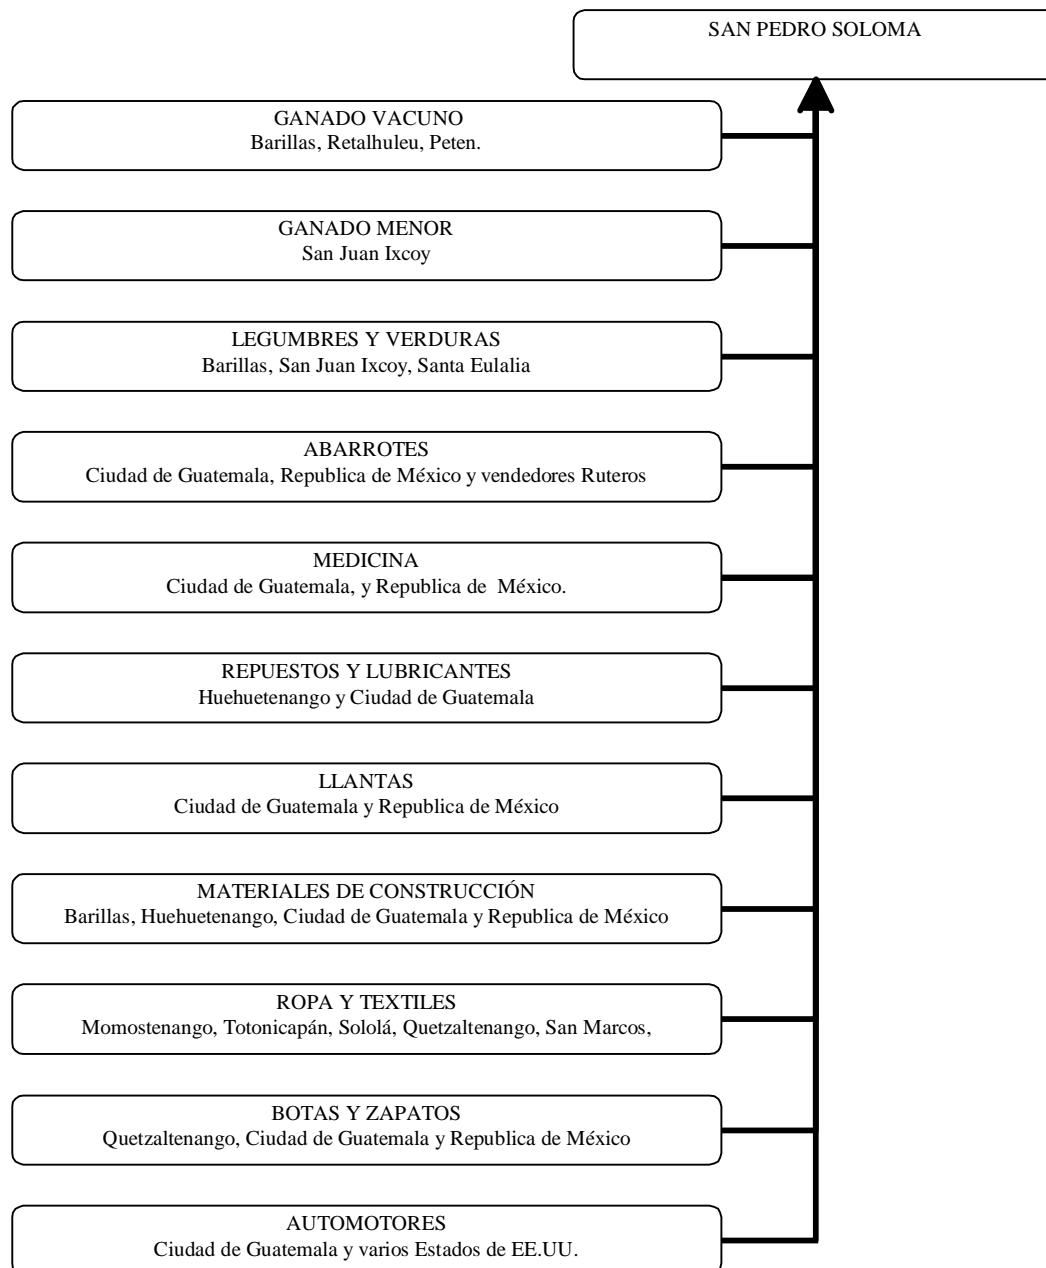 SAN PEDRO SOLOMA
GANADO VACUNO
Barillas, Retalhuleu, Peten.
GANADO MENOR
San Juan Ixcoy
LEGUMBRES Y VERDURAS
Barillas, San Juan Ixcoy, Santa Eulalia
ABARROTES
Ciudad de Guatemala, Republica de México y vendedores Ruteros
MEDICINA
Ciudad de Guatemala, y Republica de México.
REPUESTOS Y LUBRICANTES
Huehuetenango y Ciudad de Guatemala
LLANTAS
Ciudad de Guatemala y Republica de México
MATERIALES DE CONSTRUCCIÓN
Barillas, Huehuetenango, Ciudad de Guatemala y Republica de México
ROPA Y TEXTILES
Momostenango, Totonicapán, Sololá, Quetzaltenango, San Marcos,
BOTAS Y ZAPATOS
Quetzaltenango, Ciudad de Guatemala y Republica de México
AUTOMOTORES
Ciudad de Guatemala y varios Estados de EE.UU.